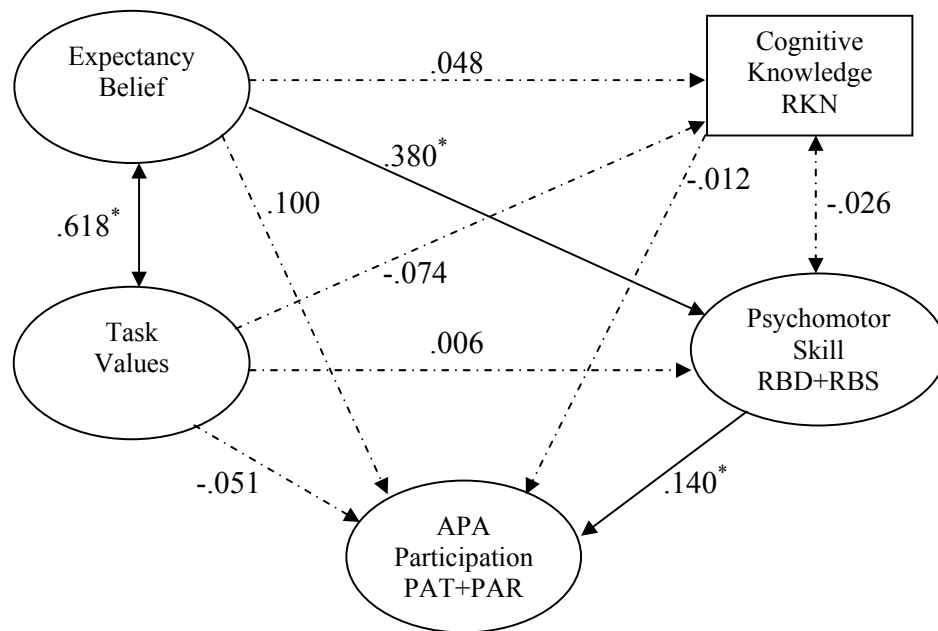 Expectancy
Belief
Cognitive
Knowledge
RKN
.048
.380*
-.012
.100
.618*
-.026
-.074
Task
Values
.006
Psychomotor
Skill
RBD+RBS
-.051
.140*
APA
Participation
PAT+PAR